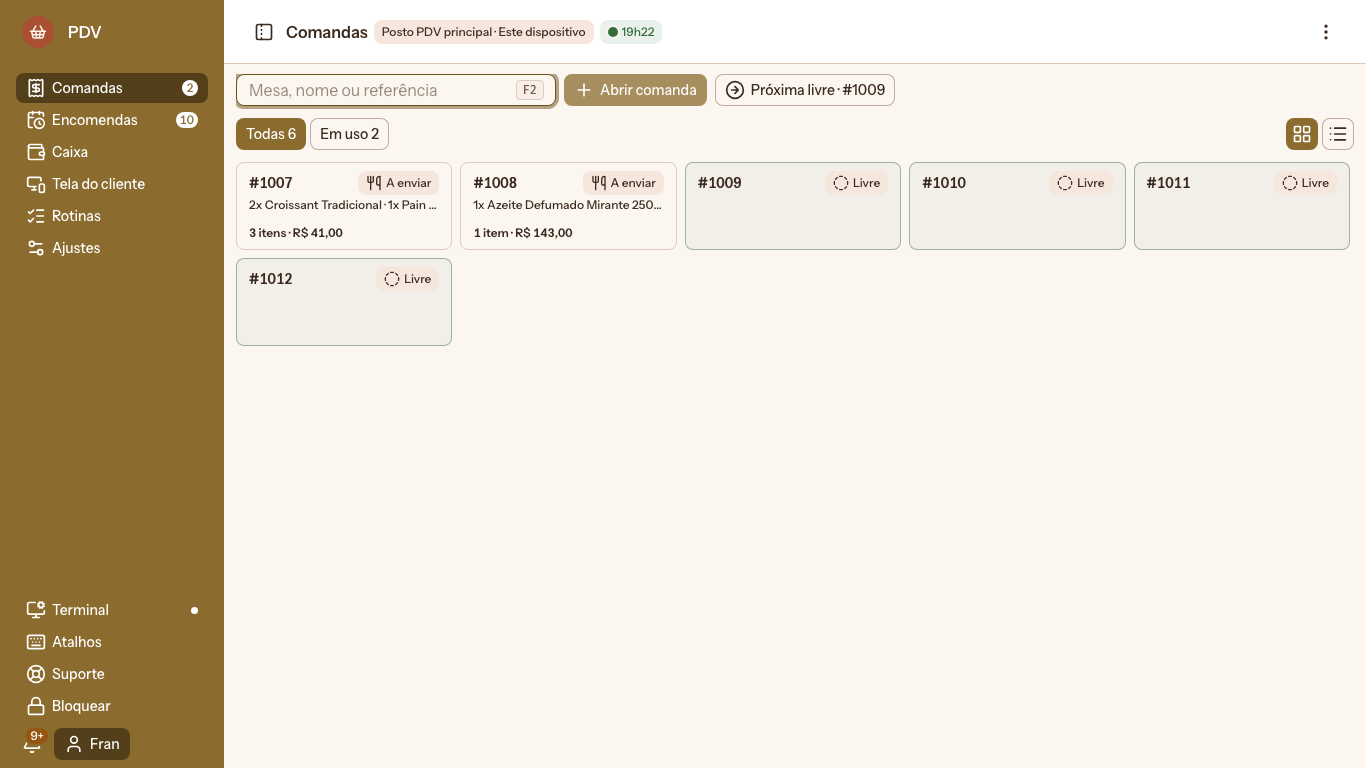 PDV
Comandas 2
Encomendas 10
Caixa
Tela do cliente
Rotinas
Ajustes
Terminal
Atalhos
Suporte
Bloquear
9+
Fran
Comandas
Posto PDV principal · Este dispositivo
19h22
Mesa, nome ou referência F2
Abrir comanda
Próxima livre · #1009
Todas 6
Em uso 2
#1007 A enviar
2x Croissant Tradicional · 1x Pain ...
3 itens · R$ 41,00
#1008 A enviar
1x Azeite Defumado Mirante 250...
1 item · R$ 143,00
#1009 Livre
#1010 Livre
#1011 Livre
#1012 Livre